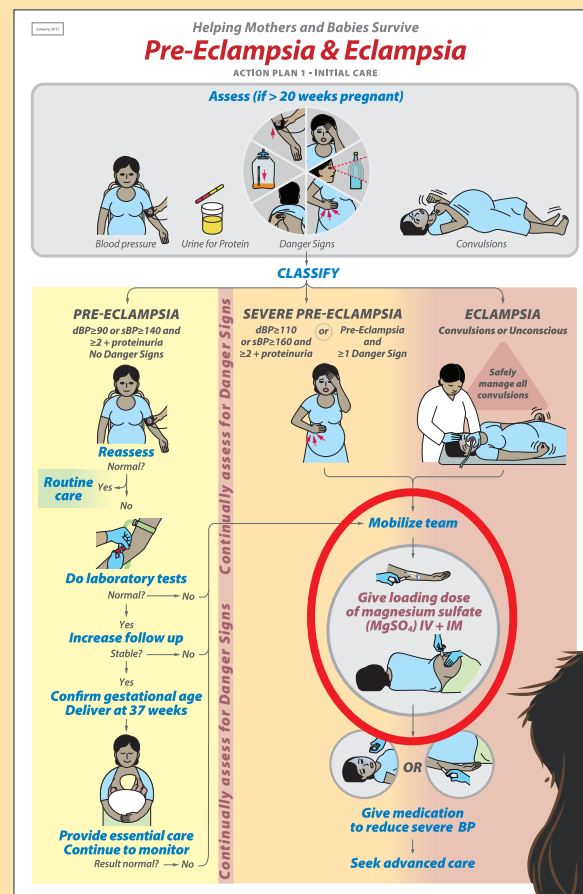 January 2017
Helping Mothers and Babies Survive
Pre-Eclampsia & Eclampsia
ACTION PLAN 1 - INITIAL CARE
Assess (if > 20 weeks pregnant)
Blood pressure
Urine for Protein
Danger Signs
Convulsions
CLASSIFY
PRE-ECLAMPSIA
dBP≥90 or sBP≥140 and
≥2 + proteinuria
No Danger Signs
Reassess
Normal?
Routine
care
Yes
No
Do laboratory tests
Normal?
No
Yes
Increase follow up
Stable?
No
Yes
Confirm gestational age
Deliver at 37 weeks
Provide essential care
Continue to monitor
Result normal?
No
Continually assess for Danger Signs
Continually assess for Danger Signs
SEVERE PRE-ECLAMPSIA
dBP≥110
or sBP≥160 and
≥2 + proteinuria
or
Pre-Eclampsia
and
≥1 Danger Sign
ECLAMPSIA
Convulsions or Unconscious
Safely
manage all
convulsions
Mobilize team
Give loading dose
of magnesium sulfate
(MgSO₄) IV + IM
OR
Give medication
to reduce severe BP
Seek advanced care